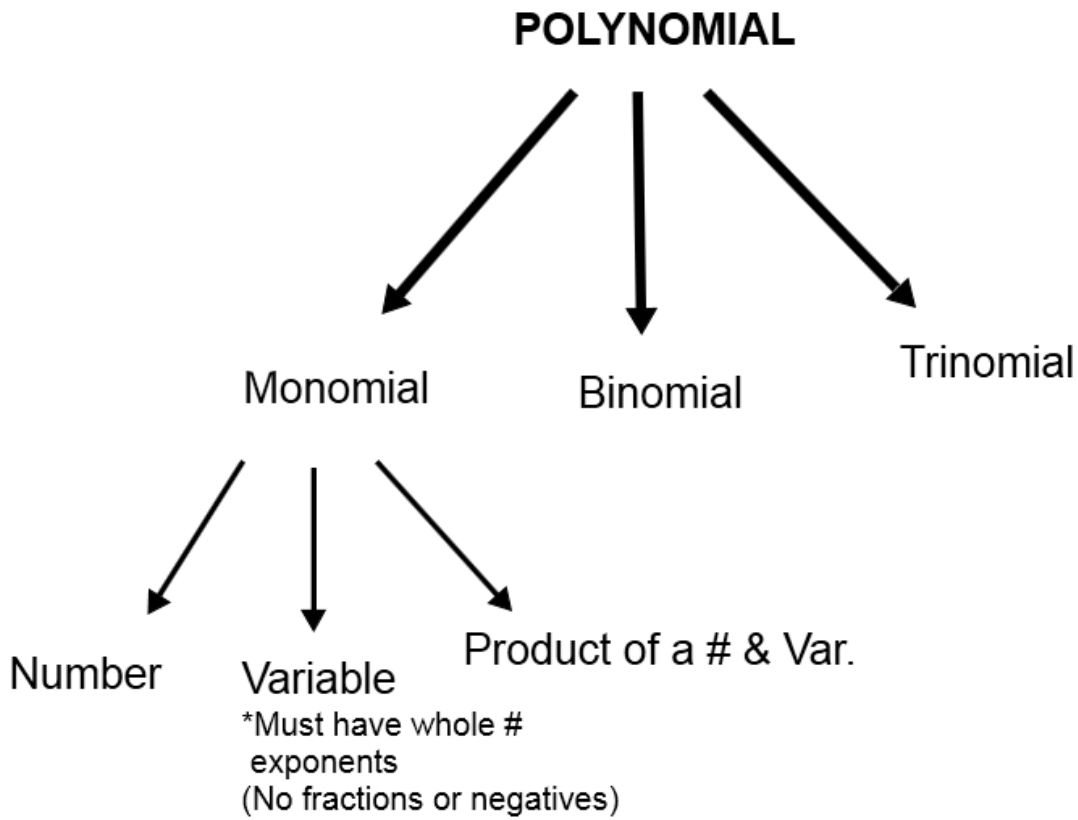 POLYNOMIAL
Monomial
Binomial
Trinomial
Number
Variable
*Must have whole #
exponents
(No fractions or negatives)
Product of a # & Var.